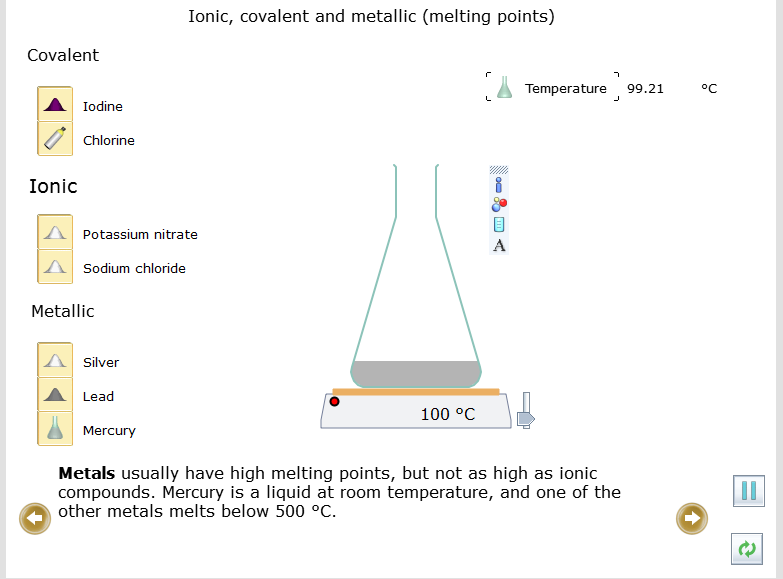 Ionic, covalent and metallic (melting points)
Covalent
Temperature 99.21 °C
Iodine
Chlorine
Ionic
Potassium nitrate
Sodium chloride
A
Metallic
Silver
Lead
100 °C
Mercury
Metals usually have high melting points, but not as high as ionic
compounds. Mercury is a liquid at room temperature, and one of the
other metals melts below 500 °C.